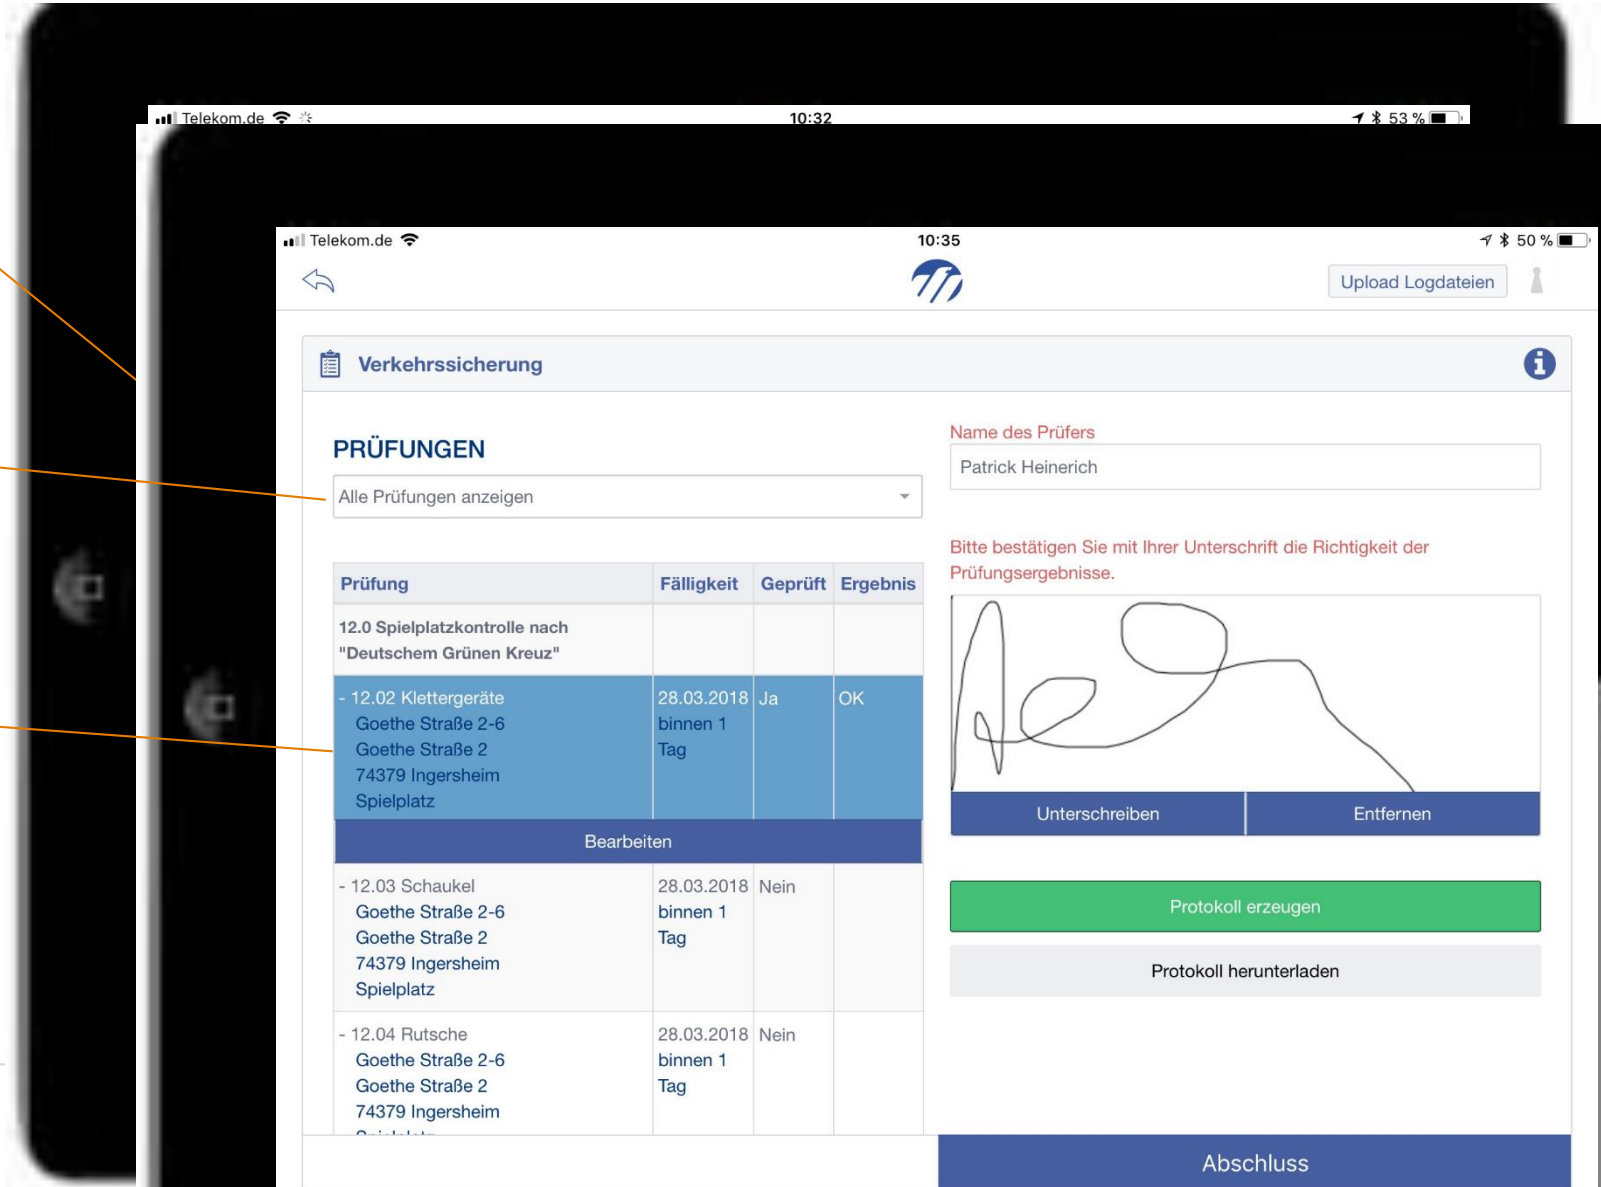 Telekom.de 10:32 53 %
Telekom.de 10:35 50 %
Upload Logdateien
Verkehrssicherung
PRÜFUNGEN
Alle Prüfungen anzeigen
Prüfung Fälligkeit Geprüft Ergebnis
12.0 Spielplatzkontrolle nach
"Deutschem Grünen Kreuz"
- 12.02 Klettergeräte 28.03.2018 Ja OK
Goethe Straße 2-6 binnen 1
Goethe Straße 2 Tag
74379 Ingersheim
Spielplatz
Bearbeiten
- 12.03 Schaukel 28.03.2018 Nein
Goethe Straße 2-6 binnen 1
Goethe Straße 2 Tag
74379 Ingersheim
Spielplatz
- 12.04 Rutsche 28.03.2018 Nein
Goethe Straße 2-6 binnen 1
Goethe Straße 2 Tag
74379 Ingersheim
Name des Prüfers
Patrick Heinerich
Bitte bestätigen Sie mit Ihrer Unterschrift die Richtigkeit der
Prüfungsergebnisse.
Unterschreiben Entfernen
Protokoll erzeugen
Protokoll herunterladen
Abschluss